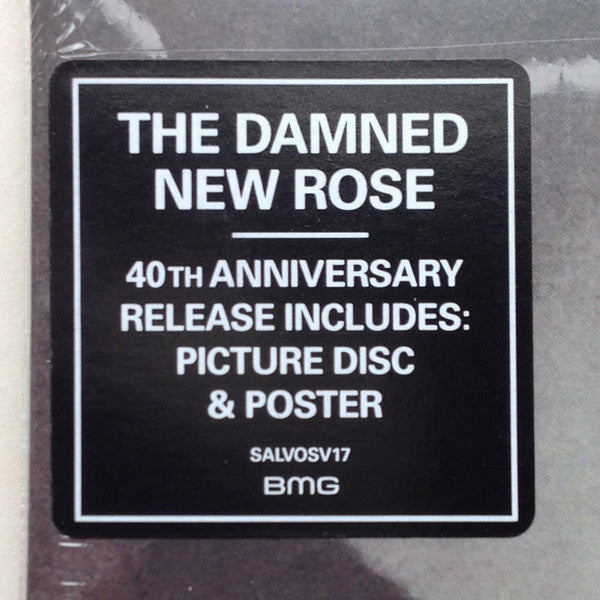 THE DAMNED
NEW ROSE
40TH ANNIVERSARY
RELEASE INCLUDES:
PICTURE DISC
& POSTER
SALVOSV17
BMG